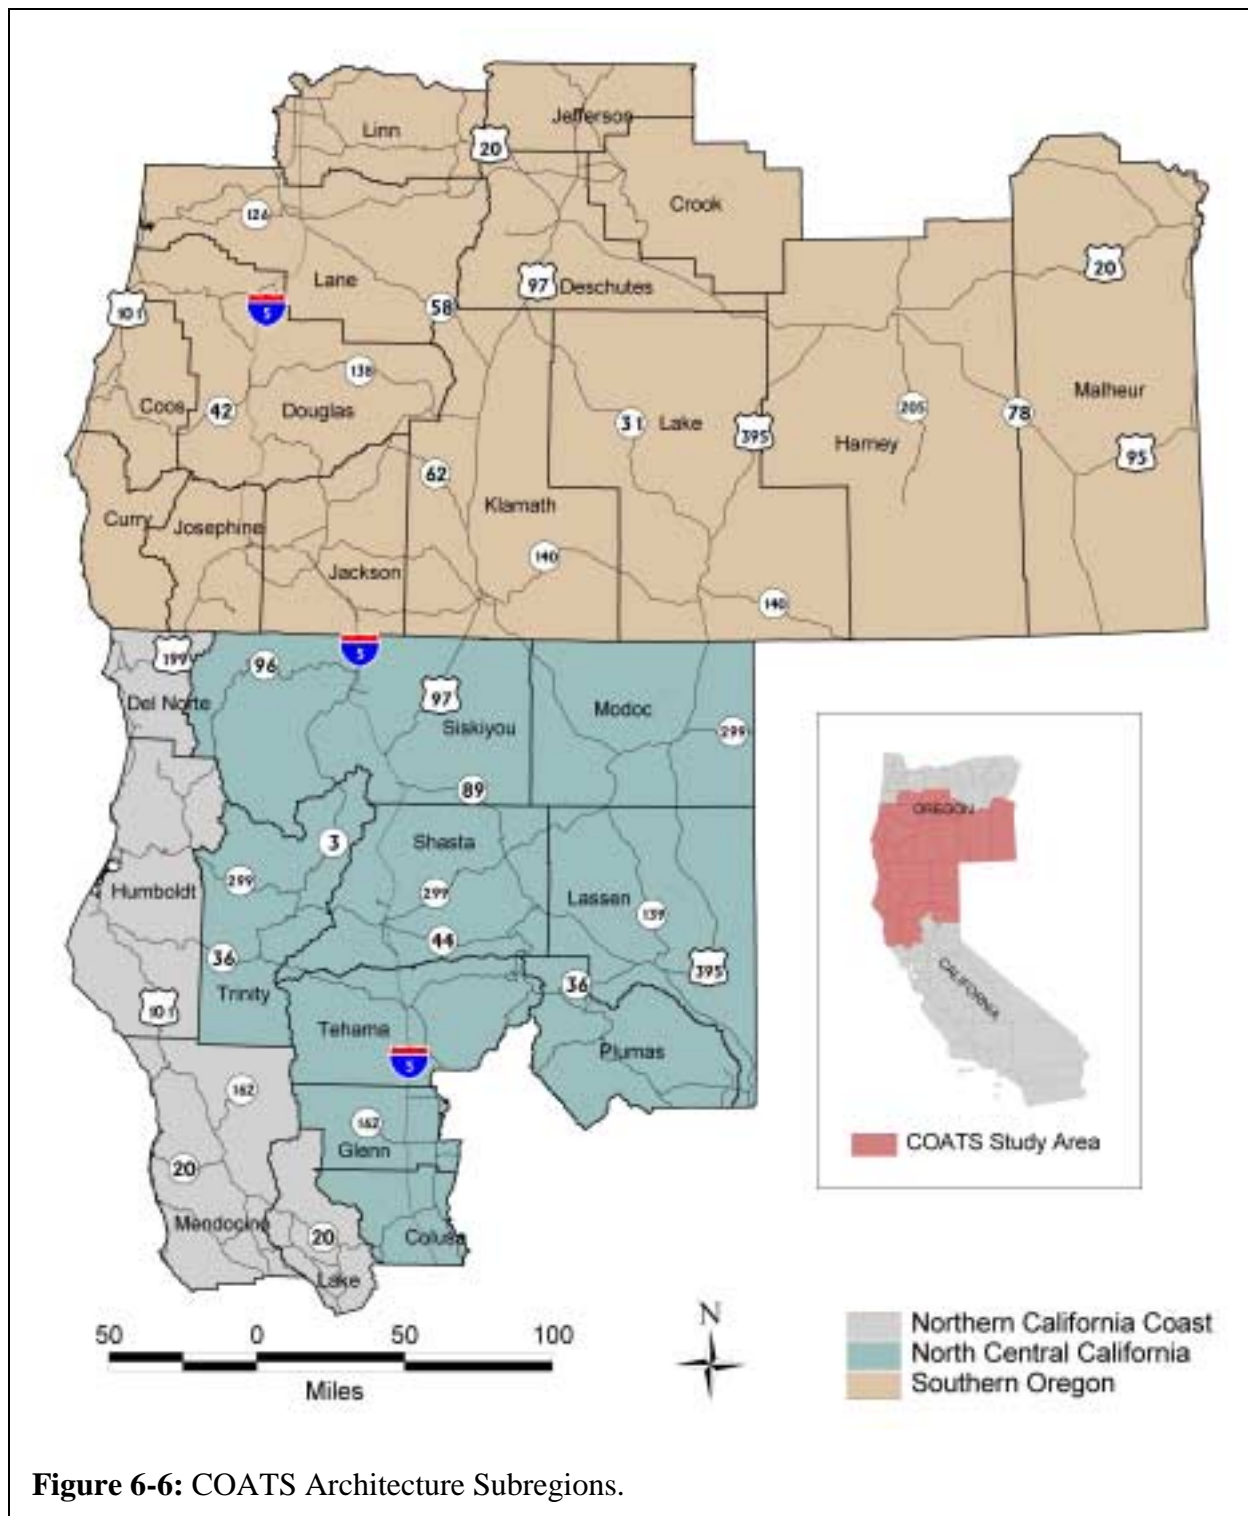 Linn
Jefferson
20
Crook
126
Lane
97
Deschutes
20
101
5
58
138
Coos
42
Douglas
31
Lake
395
Harney
205
78
Malheur
95
62
Curry
Josephine
Klamath
140
Jackson
140
199
96
5
97
Del Norte
Siskiyou
Modoc
299
89
3
Shasta
Humboldt
299
299
Lassen
139
44
36
395
36
Trinity
101
Tehama
5
Plumas
162
162
Glenn
20
Mendocino
20
Colusa
Lake
OREGON
CALIFORNIA
COATS Study Area
50 0 50 100
Miles
N
Northern California Coast
North Central California
Southern Oregon
Figure 6-6: COATS Architecture Subregions.